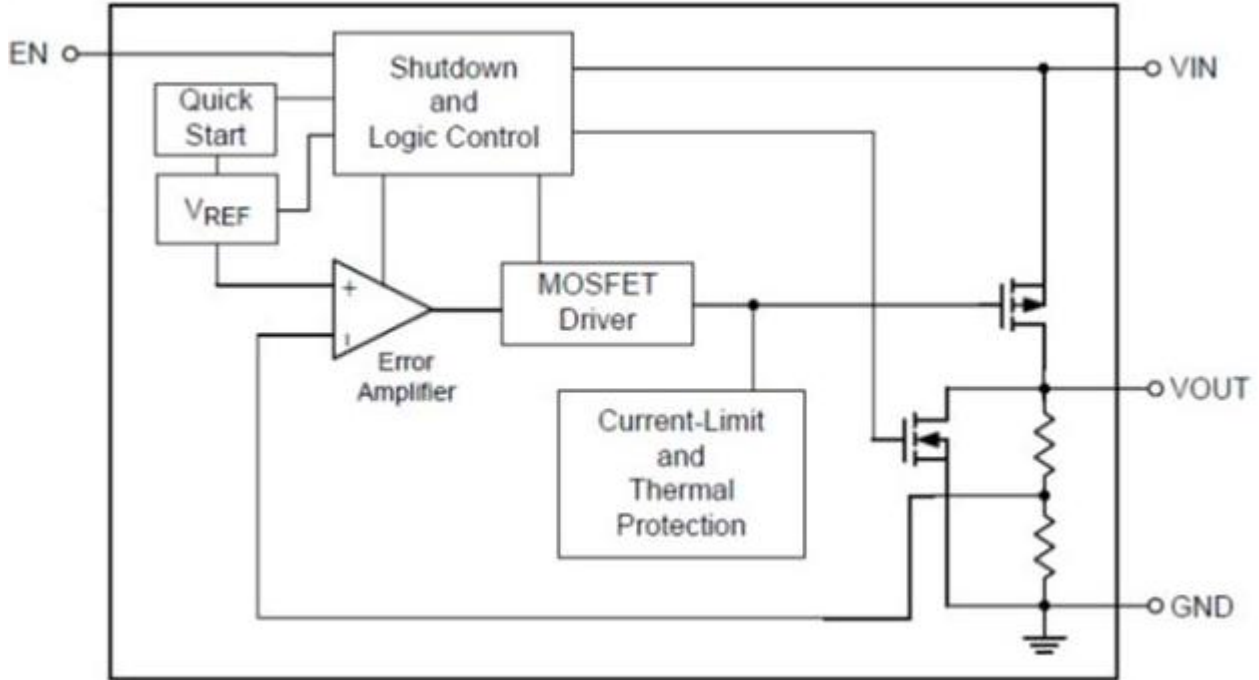 EN
Shutdown
and
Logic Control
VIN
Quick
Start
VREF
+
MOSFET
Driver
Error
Amplifier
VOUT
Current-Limit
and
Thermal
Protection
GND